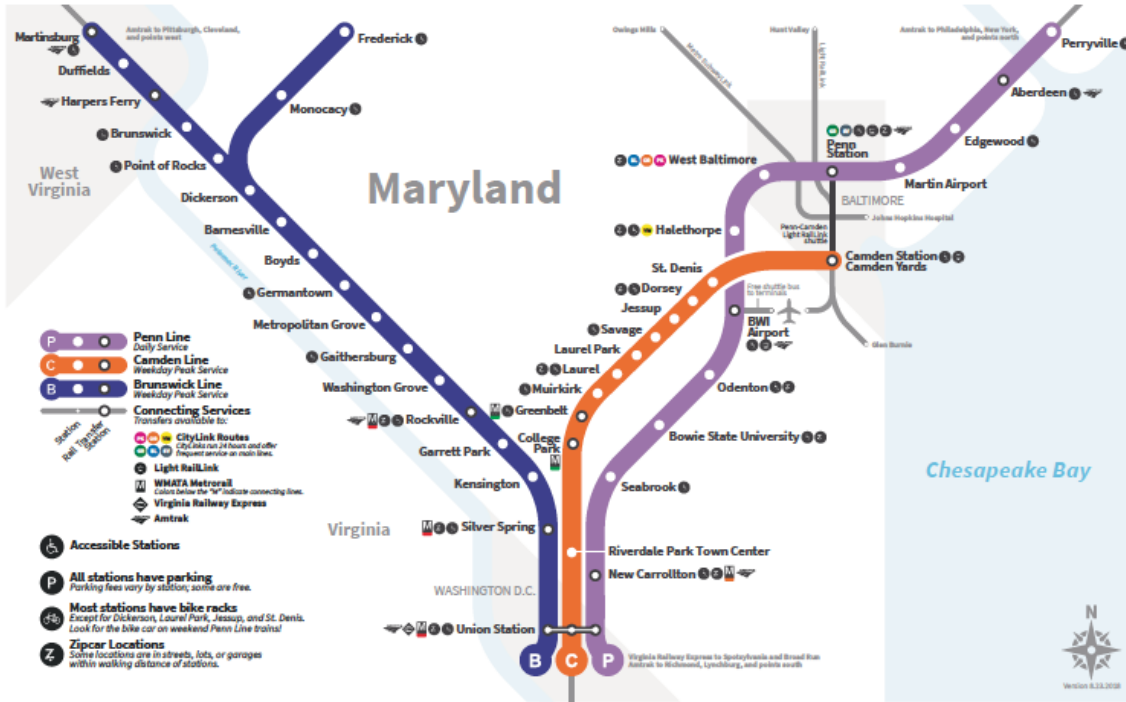 Martinsburg
Amtrak to Pittsburgh, Cleveland,
and points west
Duffields
Harpers Ferry
Brunswick
Point of Rocks
Frederick
Monocacy
West
Virginia
Dickerson
Barnesville
Boyds
Potomac River
Germantown
Metropolitan Grove
Gaithersburg
Washington Grove
Rockville
Garrett Park
Kensington
Silver Spring
Virginia
WASHINGTON D.C.
Union Station
Maryland
Owings Mills
Metro SubwayLink
Hunt Valley
Light RailLink
Amtrak to Philadelphia, New York,
and points north
Perryville
Aberdeen
Edgewood
Martin Airport
Penn
Station
BALTIMORE
West Baltimore
Johns Hopkins Hospital
Penn-Camden
Light RailLink
shuttle
Halethorpe
Camden Station
Camden Yards
St. Denis
Dorsey
Jessup
Free shuttle bus
to terminals
BWI
Airport
Glen Burnie
Savage
Laurel Park
Laurel
Muirkirk
Greenbelt
College
Park
Odenton
Bowie State University
Seabrook
Riverdale Park Town Center
New Carrollton
Chesapeake Bay
B
C
P
Virginia Railway Express to Spotsylvania and Broad Run
Amtrak to Richmond, Lynchburg, and points south
P
Penn Line
Daily Service
C
Camden Line
Weekday Peak Service
B
Brunswick Line
Weekday Peak Service
Connecting Services
Transfers available to:
Station
Rail Transfer
Station
CityLink Routes
CityLinks run 24 hours and offer
frequent service on main lines.
Light RailLink
WMATA Metrorail
Colors below the "M" indicate connecting lines.
Virginia Railway Express
Amtrak
Accessible Stations
P
All stations have parking
Parking fees vary by station; some are free.
Most stations have bike racks
Except for Dickerson, Laurel Park, Jessup, and St. Denis.
Look for the bike car on weekend Penn Line trains!
Z
Zipcar Locations
Some locations are in streets, lots, or garages
within walking distance of stations.
N
Version 8.23.2018